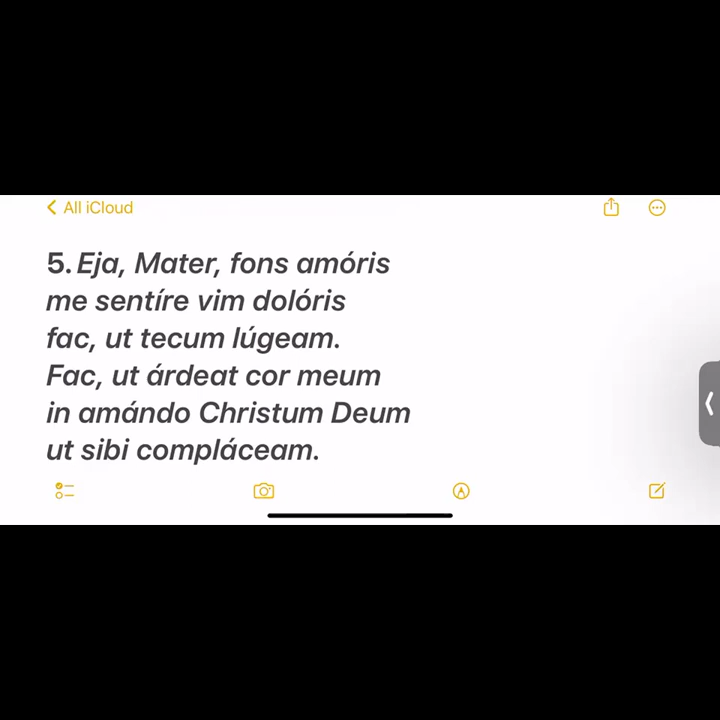 All iCloud
5. Eja, Mater, fons amóris
me sentíre vim dolóris
fac, ut tecum lúgeam.
Fac, ut árdeat cor meum
in amándo Christum Deum
ut sibi compláceam.